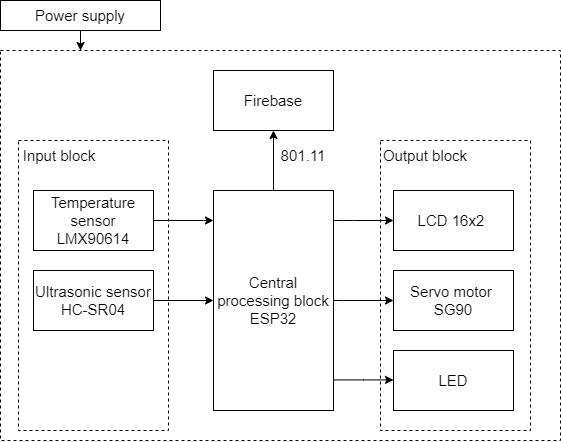 Power supply
Firebase
801.11
Input block
Output block
Temperature
sensor
LMX90614
Ultrasonic sensor
HC-SR04
Central
processing block
ESP32
LCD 16x2
Servo motor
SG90
LED